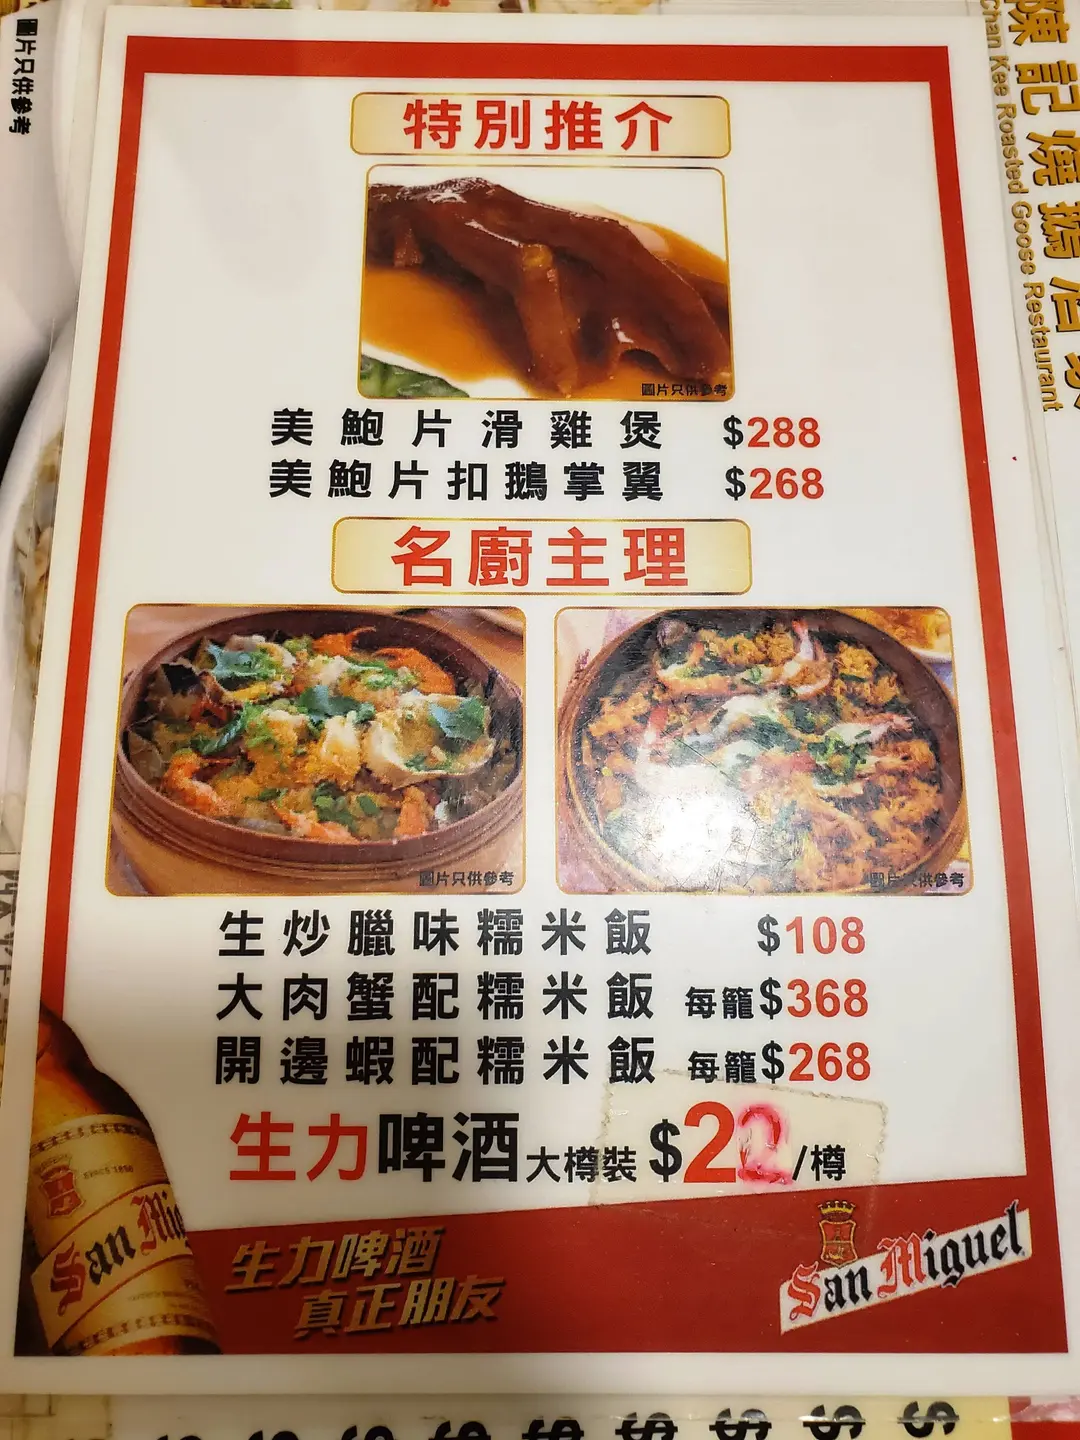 圖片只供參考
陳記燒鵝酒家
Chan Kee Roasted Goose Restaurant
特別推介
圖片只供參考
美鮑片滑雞煲 $288
美鮑片扣鵝掌翼 $268
名廚主理
圖片只供參考
圖片只供參考
生炒臘味糯米飯 $108
大肉蟹配糯米飯 每籠$368
開邊蝦配糯米飯 每籠$268
生力啤酒大樽裝 $22/樽
San Mig
生力啤酒
真正朋友
San Miguel
$ $ $ $ $ $ $ $ $